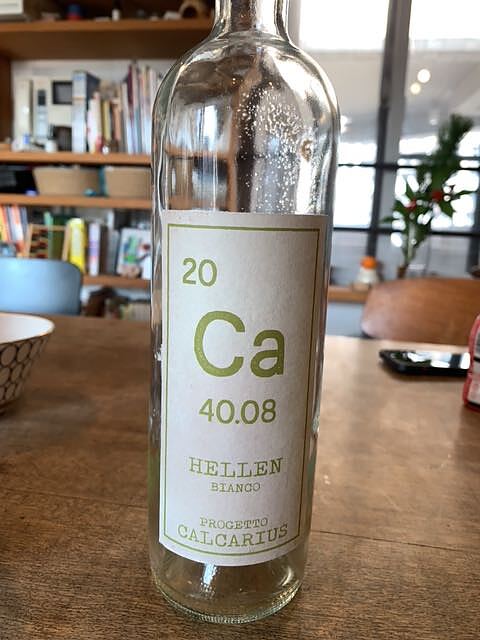 20
Ca
40.08
HELLEN
BIANCO
PROGETTO
CALCARIUS